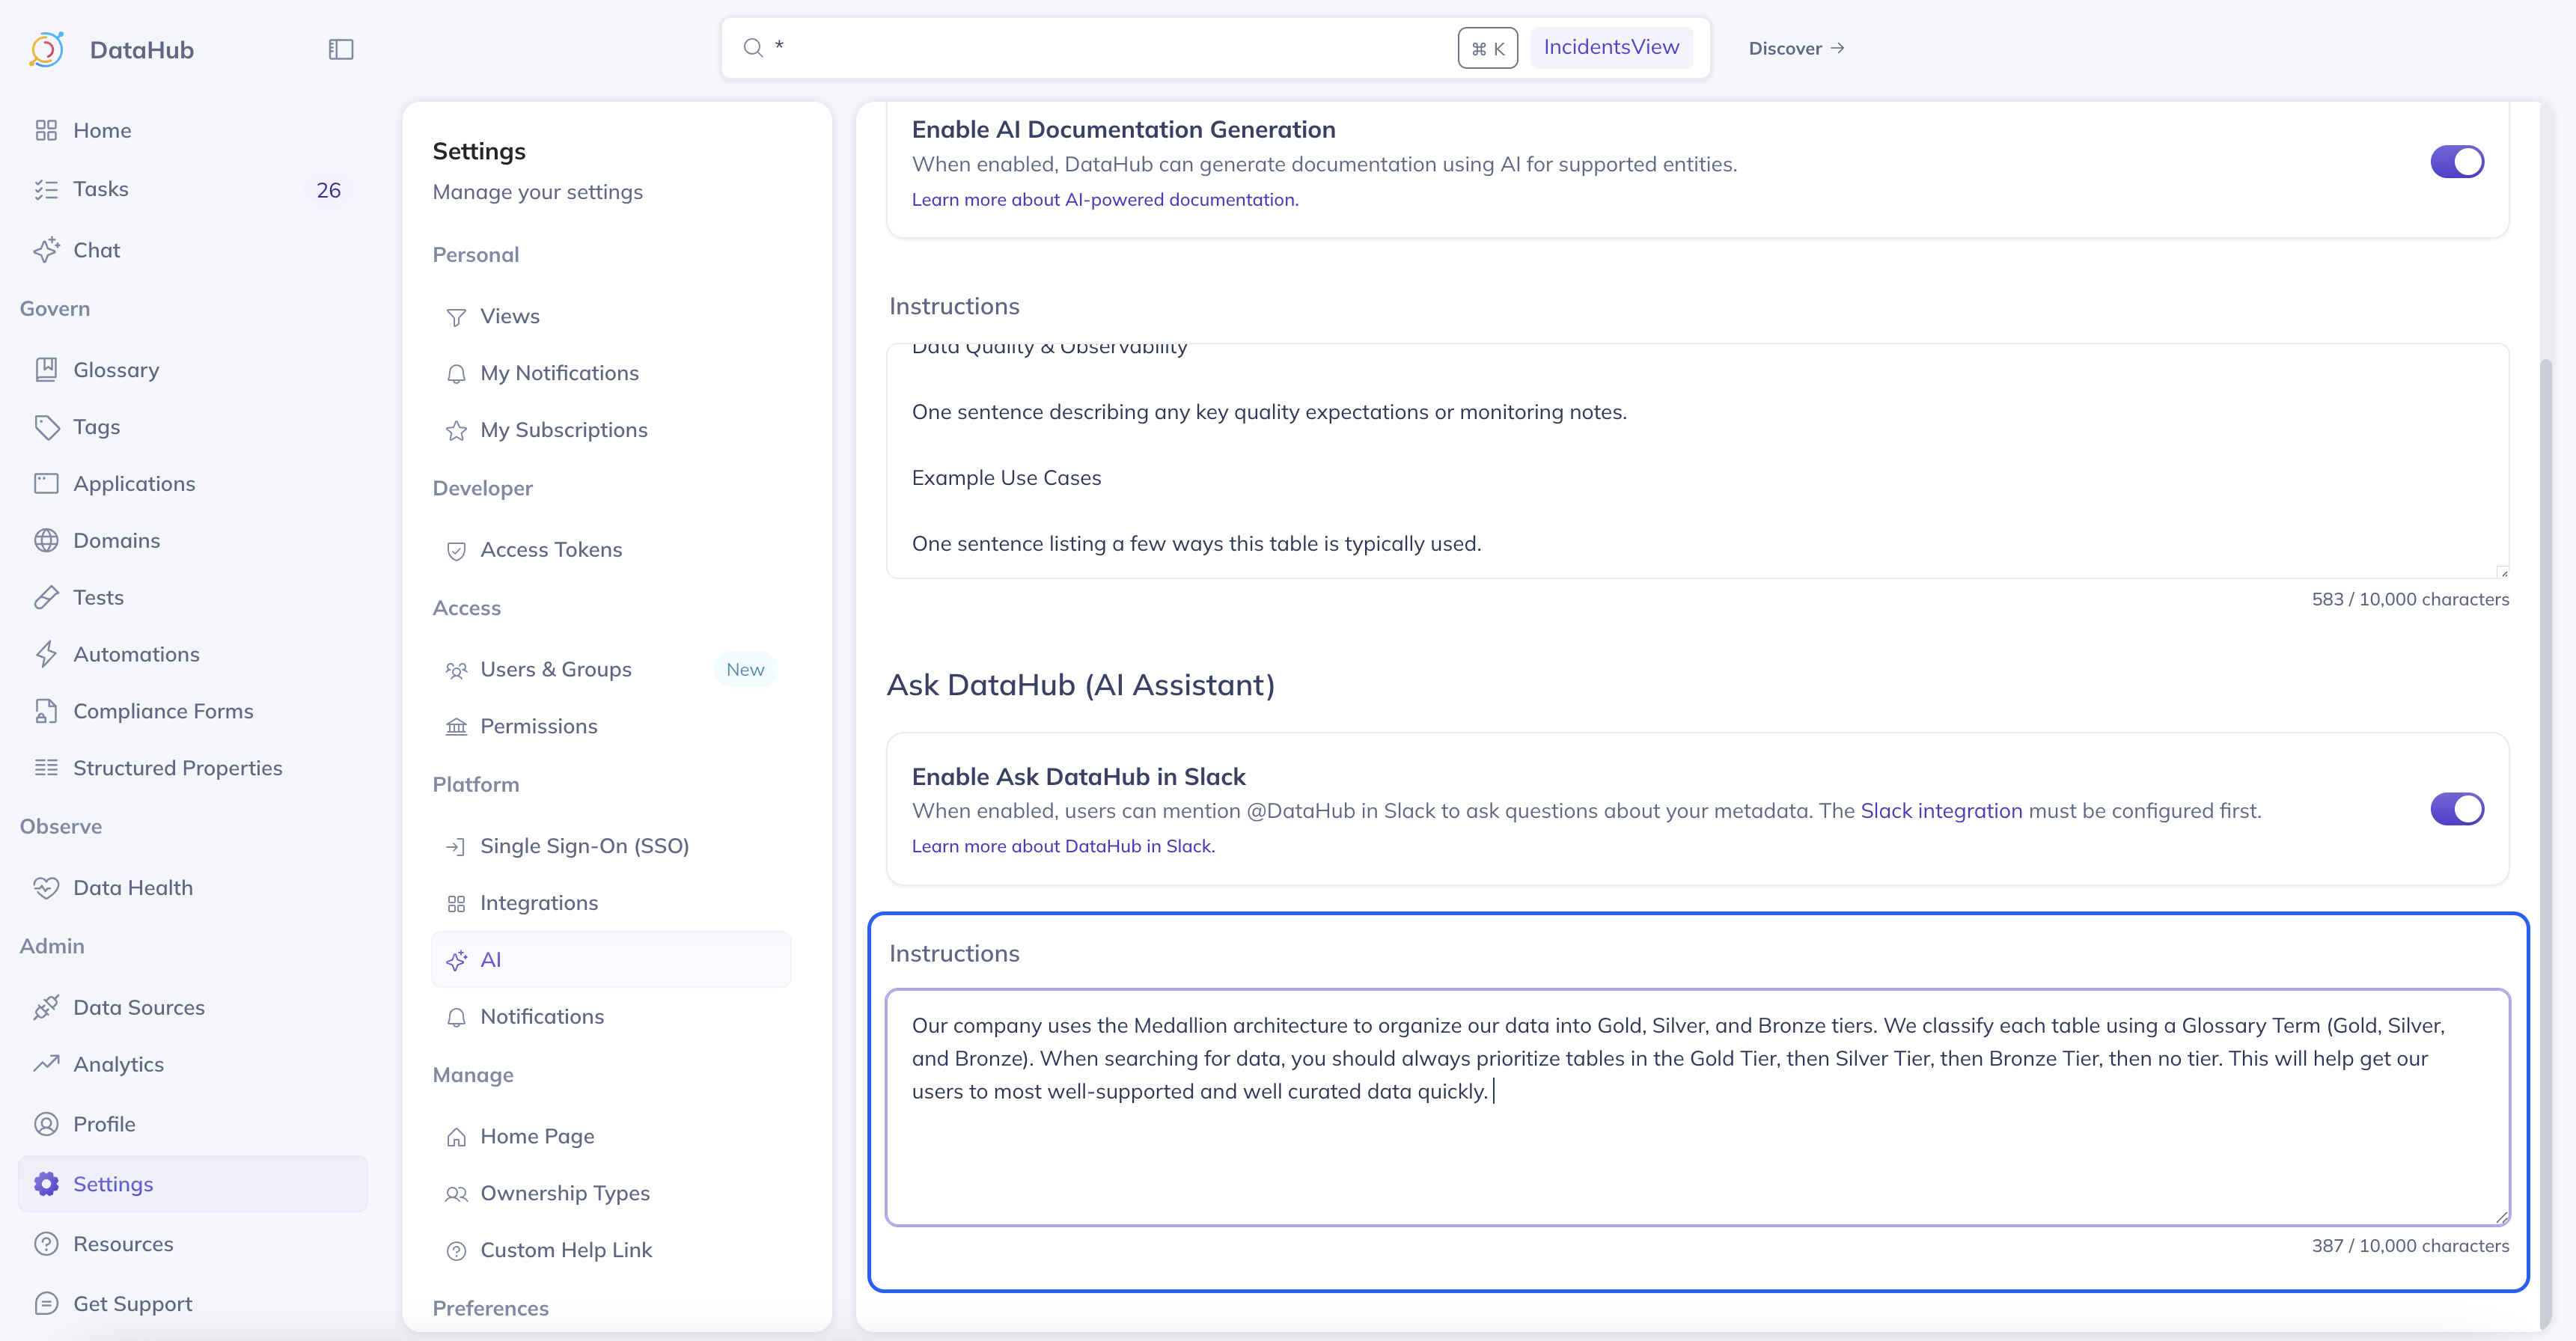 DataHub
*
⌘ K
IncidentsView
Discover →
Home
Tasks
26
Chat
Govern
Glossary
Tags
Applications
Domains
Tests
Automations
Compliance Forms
Structured Properties
Observe
Data Health
Admin
Data Sources
Analytics
Profile
Settings
Resources
Get Support
Settings
Manage your settings
Personal
Views
My Notifications
My Subscriptions
Developer
Access Tokens
Access
Users & Groups
New
Permissions
Platform
Single Sign-On (SSO)
Integrations
AI
Notifications
Manage
Home Page
Ownership Types
Custom Help Link
Preferences
Enable AI Documentation Generation
When enabled, DataHub can generate documentation using AI for supported entities.
Learn more about AI-powered documentation.
Instructions
Data Quality & Observability
One sentence describing any key quality expectations or monitoring notes.
Example Use Cases
One sentence listing a few ways this table is typically used.
583 / 10,000 characters
Ask DataHub (AI Assistant)
Enable Ask DataHub in Slack
When enabled, users can mention @DataHub in Slack to ask questions about your metadata. The Slack integration must be configured first.
Learn more about DataHub in Slack.
Instructions
Our company uses the Medallion architecture to organize our data into Gold, Silver, and Bronze tiers. We classify each table using a Glossary Term (Gold, Silver,
and Bronze). When searching for data, you should always prioritize tables in the Gold Tier, then Silver Tier, then Bronze Tier, then no tier. This will help get our
users to most well-supported and well curated data quickly.
387 / 10,000 characters